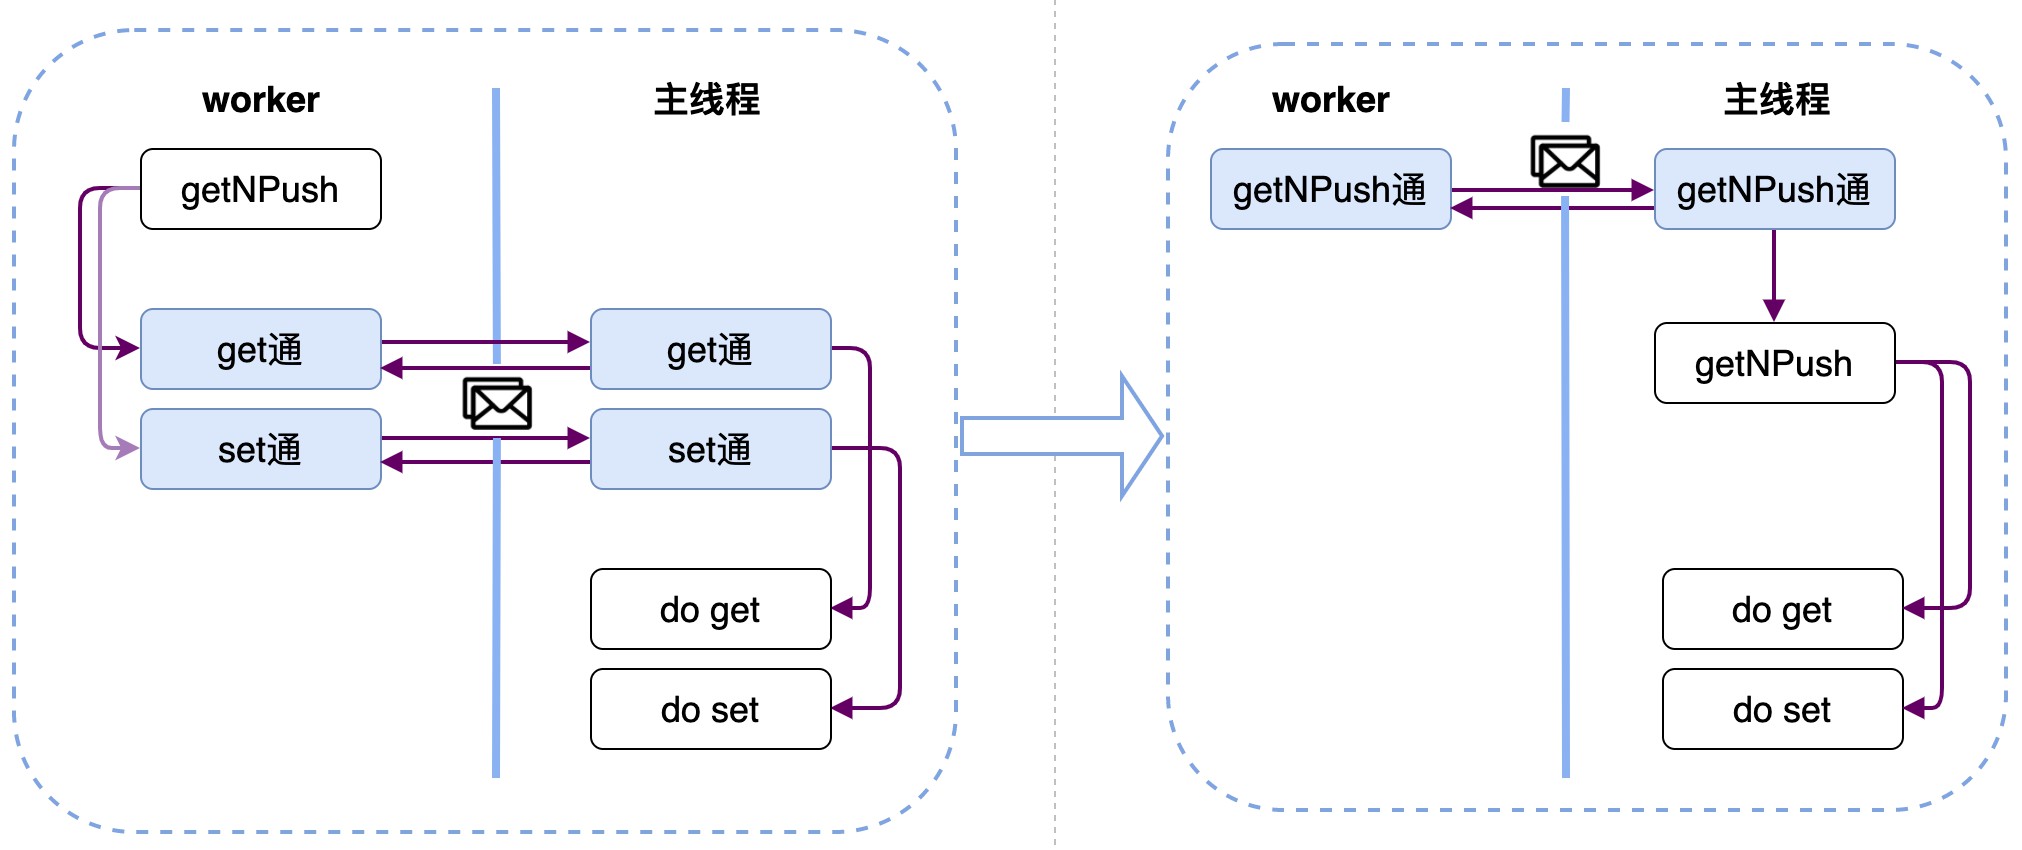 worker
主线程
getNPush
get通
get通
set通
set通
do get
do set
worker
主线程
getNPush通
getNPush通
getNPush
do get
do set